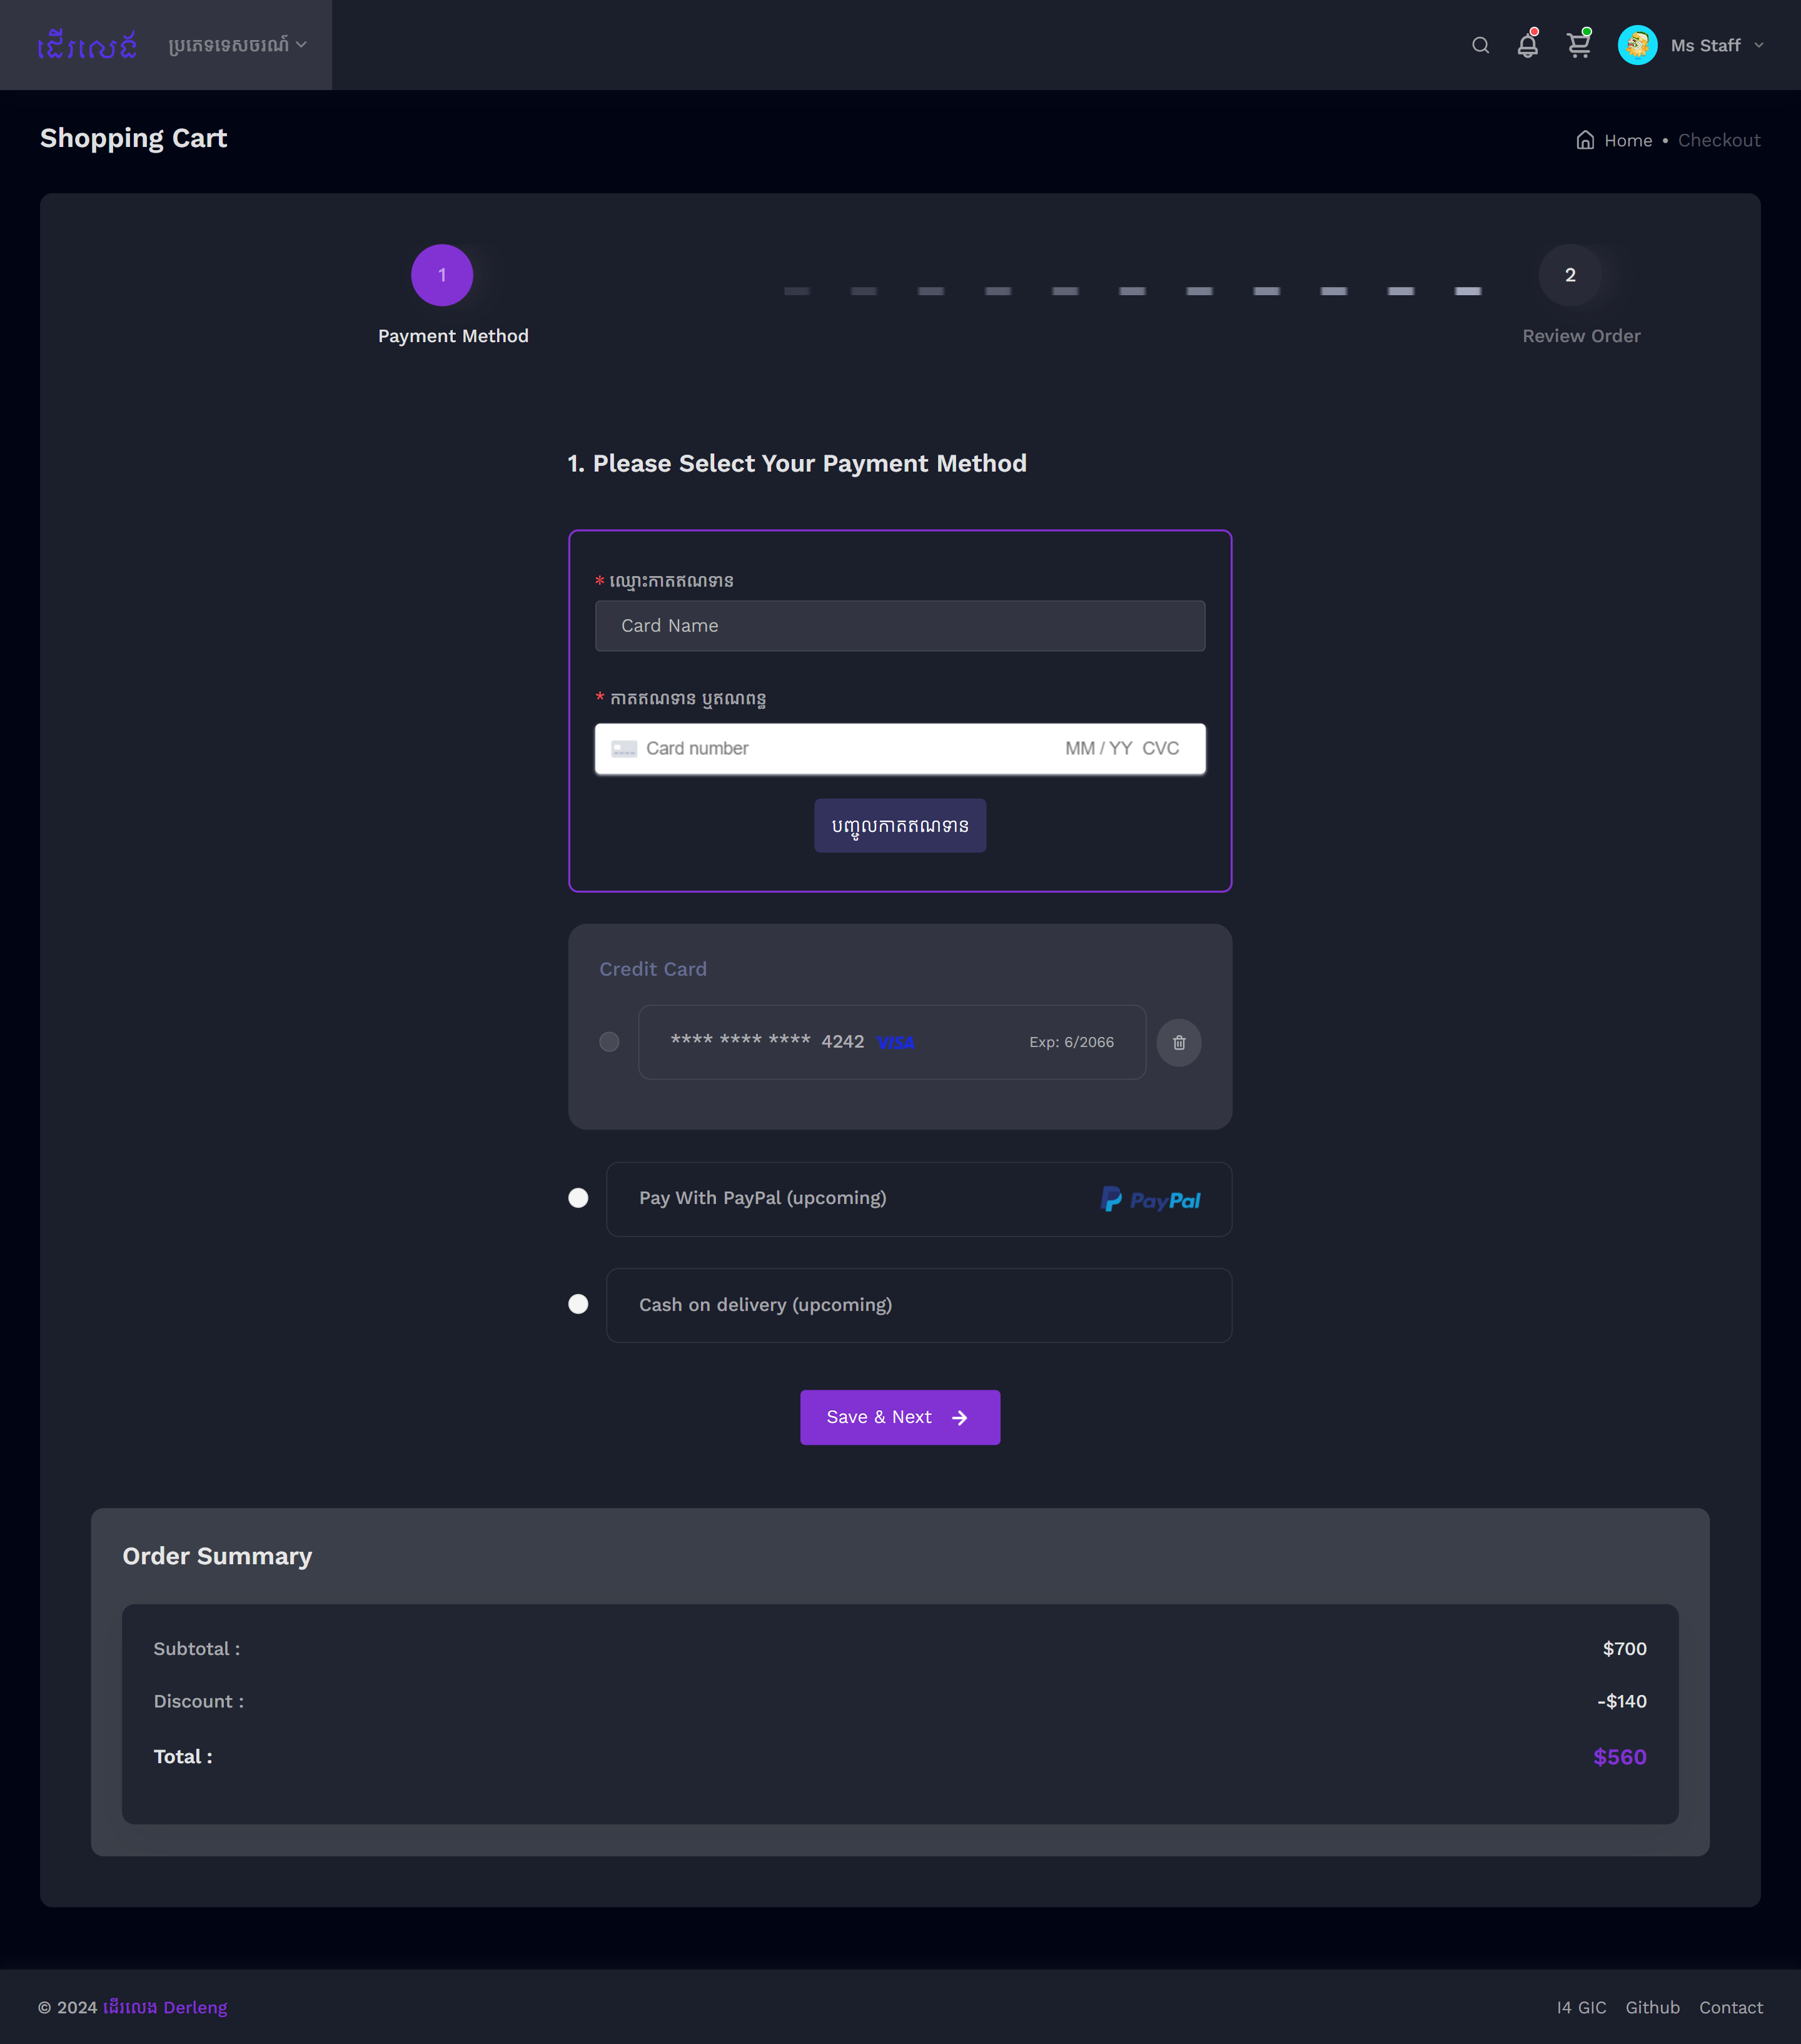 ដើរលេង
ប្រភេទទេសចរណ៍
Ms Staff
Shopping Cart
Home • Checkout
1
2
Payment Method
Review Order
1. Please Select Your Payment Method
* ឈ្មោះកាតឥណទាន
Card Name
* កាតឥណទាន ឬឥណពន្ធ
Card number MM / YY CVC
បញ្ចូលកាតឥណទាន
Credit Card
**** **** **** 4242 VISA Exp: 6/2066
Pay With PayPal (upcoming) PayPal
Cash on delivery (upcoming)
Save & Next
Order Summary
Subtotal : $700
Discount : -$140
Total : $560
© 2024 ដើរលេង Derleng
I4 GIC Github Contact